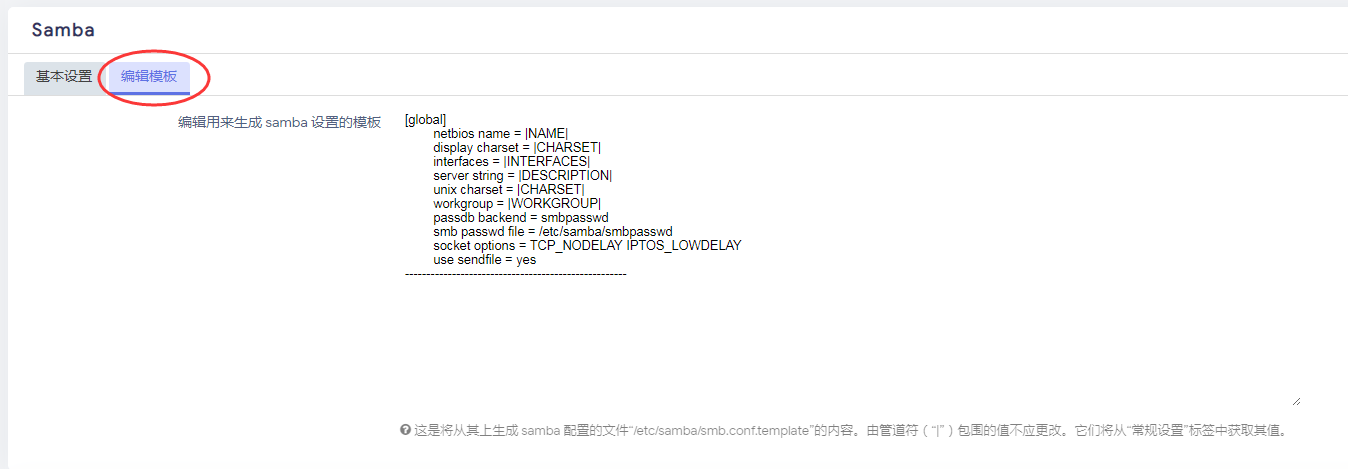 Samba
基本设置 编辑模板
编辑用来生成 samba 设置的模板
[global]
netbios name = |NAME|
display charset = |CHARSET|
interfaces = |INTERFACES|
server string = |DESCRIPTION|
unix charset = |CHARSET|
workgroup = |WORKGROUP|
passdb backend = smbpasswd
smb passwd file = /etc/samba/smbpasswd
socket options = TCP_NODELAY IPTOS_LOWDELAY
use sendfile = yes
----------------------------------------------------
这是将从其上生成 samba 配置的文件“/etc/samba/smb.conf.template”的内容。由管道符（“|”）包围的值不应更改。它们将从“常规设置”标签中获取其值。